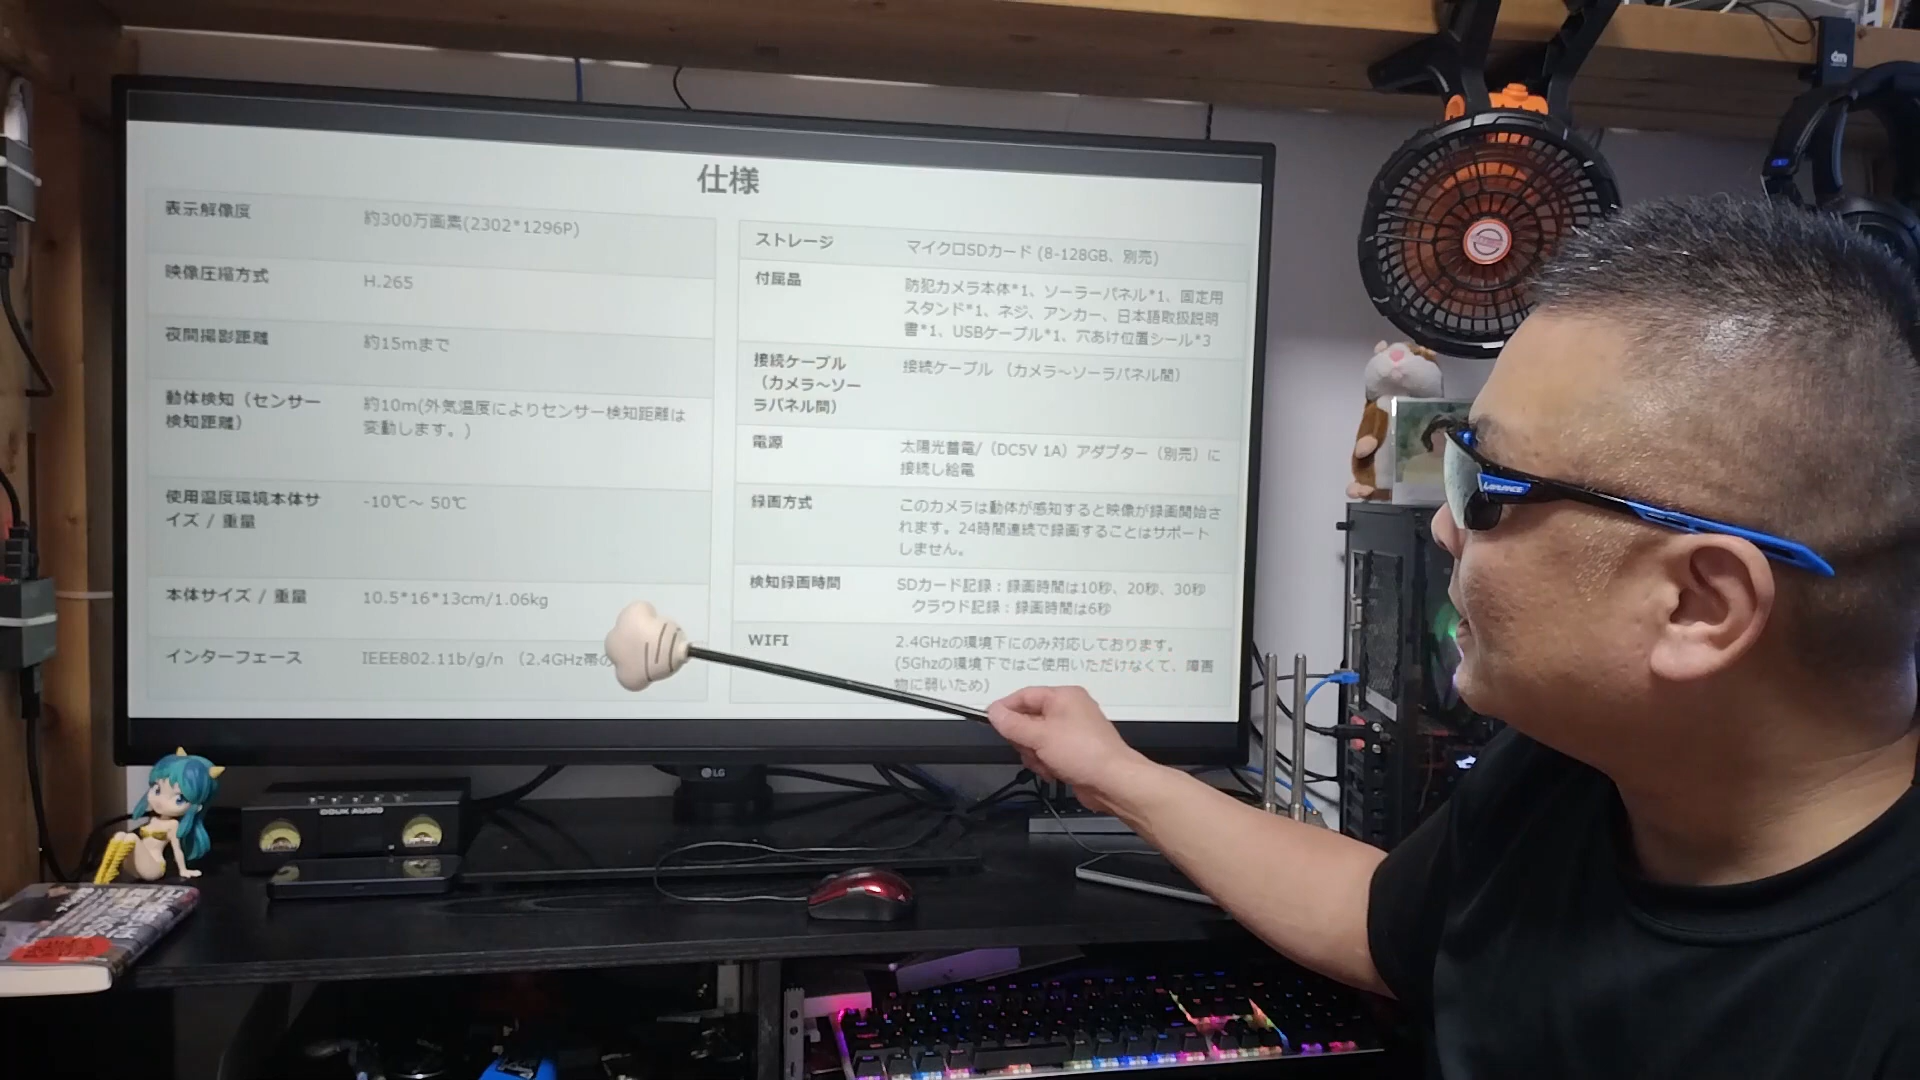 仕様
表示解像度
約300万画素(2302*1296P)
映像圧縮方式
H.265
夜間撮影距離
約15mまで
動体検知（センサー
検知距離）
約10m(外気温度によりセンサー検知距離は
変動します。)
使用温度環境本体サ
イズ / 重量
-10℃～ 50℃
本体サイズ / 重量
10.5*16*13cm/1.06kg
インターフェース
IEEE802.11b/g/n （2.4GHz帯の
ストレージ
マイクロSDカード (8-128GB、別売)
付属品
防犯カメラ本体*1、ソーラーパネル*1、固定用
スタンド*1、ネジ、アンカー、日本語取扱説明
書*1、USBケーブル*1、穴あけ位置シール*3
接続ケーブル
（カメラ～ソー
ラパネル間）
接続ケーブル （カメラ～ソーラパネル間）
電源
太陽光蓄電/（DC5V 1A）アダプター（別売）に
接続し給電
録画方式
このカメラは動体が感知すると映像が録画開始さ
れます。24時間連続で録画することはサポート
しません。
検知録画時間
SDカード記録：録画時間は10秒、20秒、30秒
クラウド記録：録画時間は6秒
WIFI
2.4GHzの環境下にのみ対応しております。
(5Ghzの環境下ではご使用いただけなくて、障害
物に弱いため)
LG
DOUK AUDIO